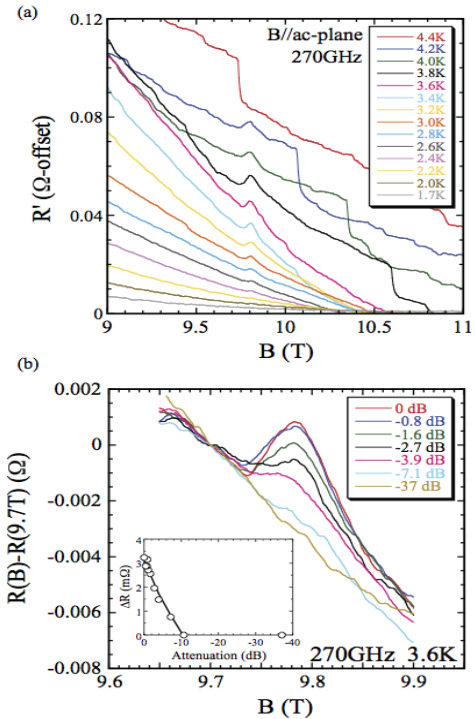 (a)
0.12
0.08
0.04
0
R' (Ω-offset)
B//ac-plane
270GHz
4.4K
4.2K
4.0K
3.8K
3.6K
3.4K
3.2K
3.0K
2.8K
2.6K
2.4K
2.2K
2.0K
1.7K
9
9.5
10
10.5
11
B (T)
(b)
0.002
0
-0.002
-0.004
-0.006
-0.008
R(B)-R(9.7T) (Ω)
0 dB
-0.8 dB
-1.6 dB
-2.7 dB
-3.9 dB
-7.1 dB
-37 dB
4
3
2
1
0
ΔR (mΩ)
0
-10
-20
-30
-40
Attenuation (dB)
270GHz 3.6K
9.6
9.7
9.8
9.9
B (T)